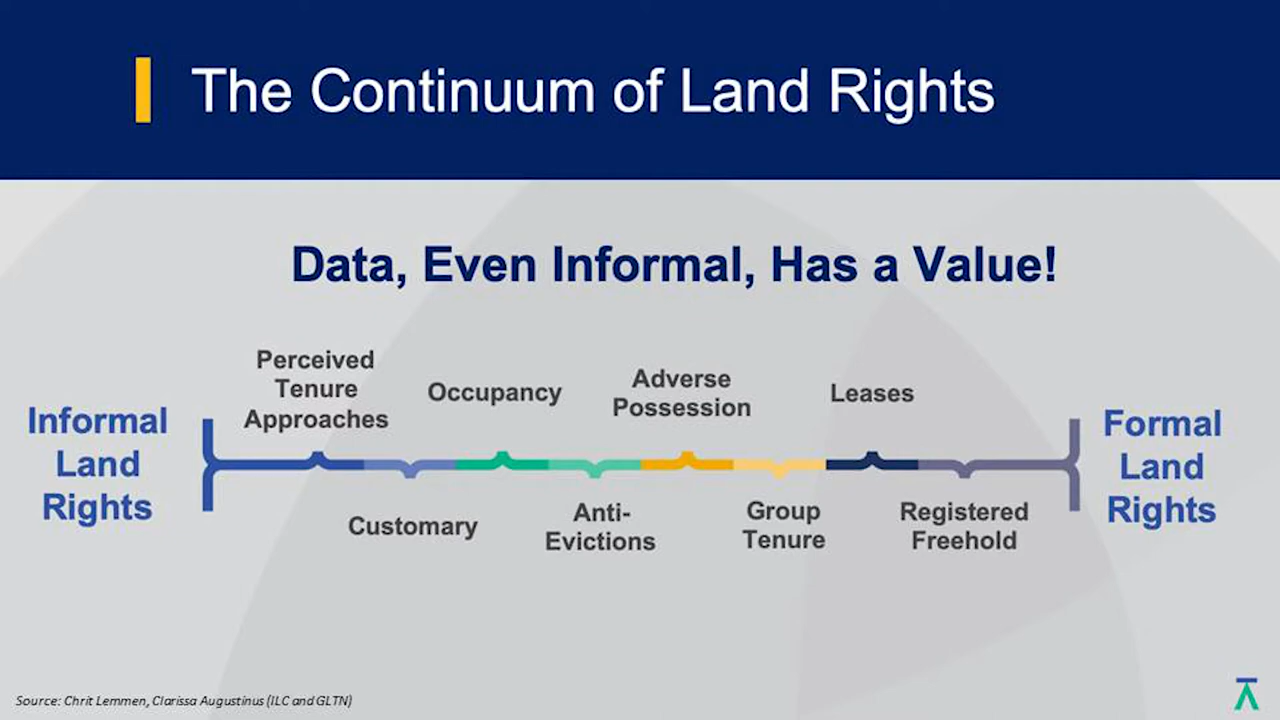 The Continuum of Land Rights
Data, Even Informal, Has a Value!
Informal
Land
Rights
Perceived
Tenure
Approaches
Customary
Occupancy
Anti-
Evictions
Adverse
Possession
Group
Tenure
Leases
Registered
Freehold
Formal
Land
Rights
Source: Chrit Lemmen, Clarissa Augustinus (ILC and GLTN)